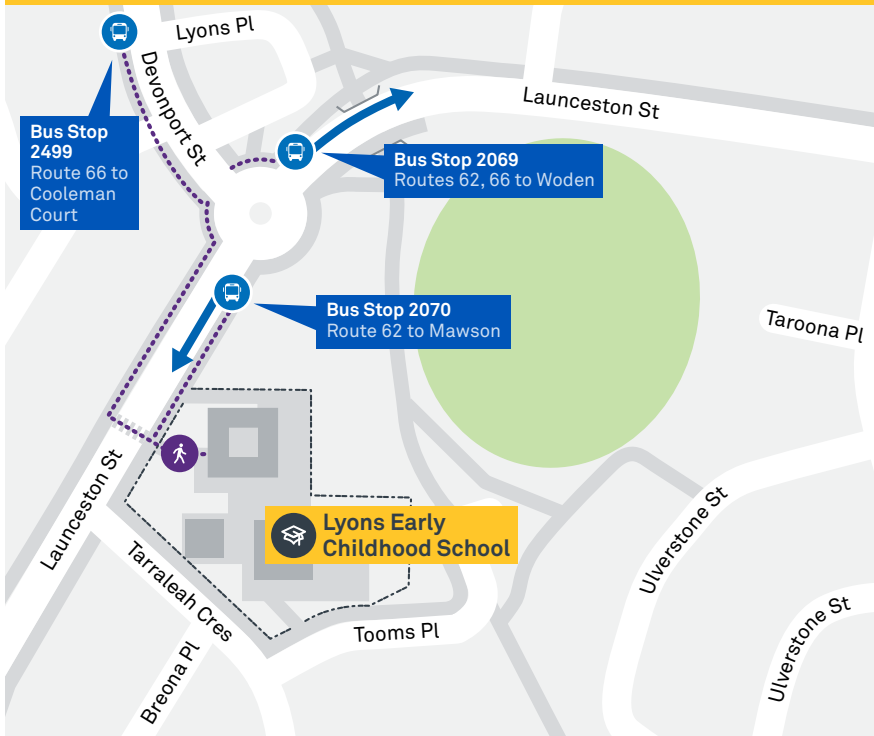 Lyons Pl
Devonport St
Launceston St
Bus Stop
2499
Route 66 to
Cooleman
Court
Bus Stop 2069
Routes 62, 66 to Woden
Bus Stop 2070
Route 62 to Mawson
Taroona Pl
Launceston St
Lyons Early
Childhood School
Ulverstone St
Tarraleah Cres
Tooms Pl
Ulverstone St
Breona Pl